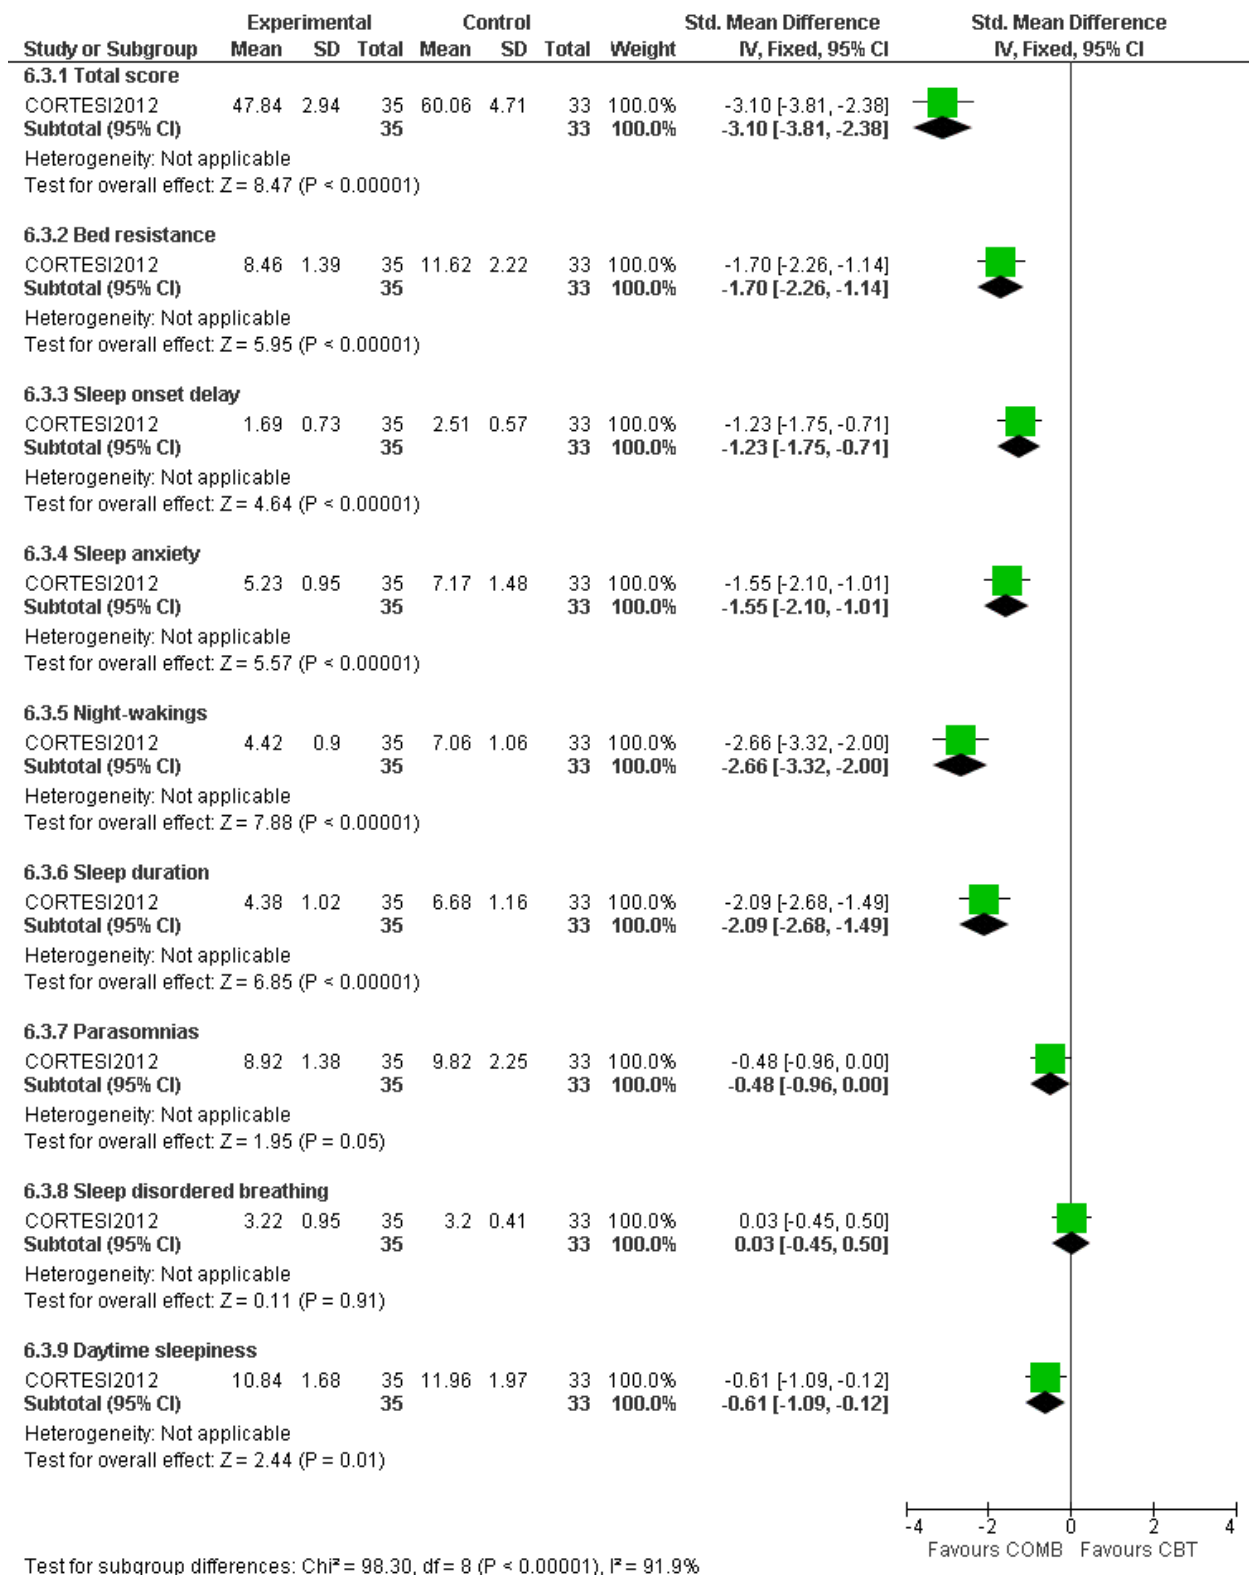 Experimental Control Std. Mean Difference Std. Mean Difference
Study or Subgroup Mean SD Total Mean SD Total Weight IV, Fixed, 95% CI IV, Fixed, 95% CI
6.3.1 Total score
CORTESI2012 47.84 2.94 35 60.06 4.71 33 100.0% -3.10 [-3.81, -2.38]
Subtotal (95% CI) 35 33 100.0% -3.10 [-3.81, -2.38]
Heterogeneity: Not applicable
Test for overall effect: Z = 8.47 (P < 0.00001)
6.3.2 Bed resistance
CORTESI2012 8.46 1.39 35 11.62 2.22 33 100.0% -1.70 [-2.26, -1.14]
Subtotal (95% CI) 35 33 100.0% -1.70 [-2.26, -1.14]
Heterogeneity: Not applicable
Test for overall effect: Z = 5.95 (P < 0.00001)
6.3.3 Sleep onset delay
CORTESI2012 1.69 0.73 35 2.51 0.57 33 100.0% -1.23 [-1.75, -0.71]
Subtotal (95% CI) 35 33 100.0% -1.23 [-1.75, -0.71]
Heterogeneity: Not applicable
Test for overall effect: Z = 4.64 (P < 0.00001)
6.3.4 Sleep anxiety
CORTESI2012 5.23 0.95 35 7.17 1.48 33 100.0% -1.55 [-2.10, -1.01]
Subtotal (95% CI) 35 33 100.0% -1.55 [-2.10, -1.01]
Heterogeneity: Not applicable
Test for overall effect: Z = 5.57 (P < 0.00001)
6.3.5 Night-wakings
CORTESI2012 4.42 0.9 35 7.06 1.06 33 100.0% -2.66 [-3.32, -2.00]
Subtotal (95% CI) 35 33 100.0% -2.66 [-3.32, -2.00]
Heterogeneity: Not applicable
Test for overall effect: Z = 7.88 (P < 0.00001)
6.3.6 Sleep duration
CORTESI2012 4.38 1.02 35 6.68 1.16 33 100.0% -2.09 [-2.68, -1.49]
Subtotal (95% CI) 35 33 100.0% -2.09 [-2.68, -1.49]
Heterogeneity: Not applicable
Test for overall effect: Z = 6.85 (P < 0.00001)
6.3.7 Parasomnias
CORTESI2012 8.92 1.38 35 9.82 2.25 33 100.0% -0.48 [-0.96, 0.00]
Subtotal (95% CI) 35 33 100.0% -0.48 [-0.96, 0.00]
Heterogeneity: Not applicable
Test for overall effect: Z = 1.95 (P = 0.05)
6.3.8 Sleep disordered breathing
CORTESI2012 3.22 0.95 35 3.2 0.41 33 100.0% 0.03 [-0.45, 0.50]
Subtotal (95% CI) 35 33 100.0% 0.03 [-0.45, 0.50]
Heterogeneity: Not applicable
Test for overall effect: Z = 0.11 (P = 0.91)
6.3.9 Daytime sleepiness
CORTESI2012 10.84 1.68 35 11.96 1.97 33 100.0% -0.61 [-1.09, -0.12]
Subtotal (95% CI) 35 33 100.0% -0.61 [-1.09, -0.12]
Heterogeneity: Not applicable
Test for overall effect: Z = 2.44 (P = 0.01)
-4 -2 0 2 4
Favours COMB Favours CBT
Test for subgroup differences: Chi² = 98.30, df = 8 (P < 0.00001), I² = 91.9%